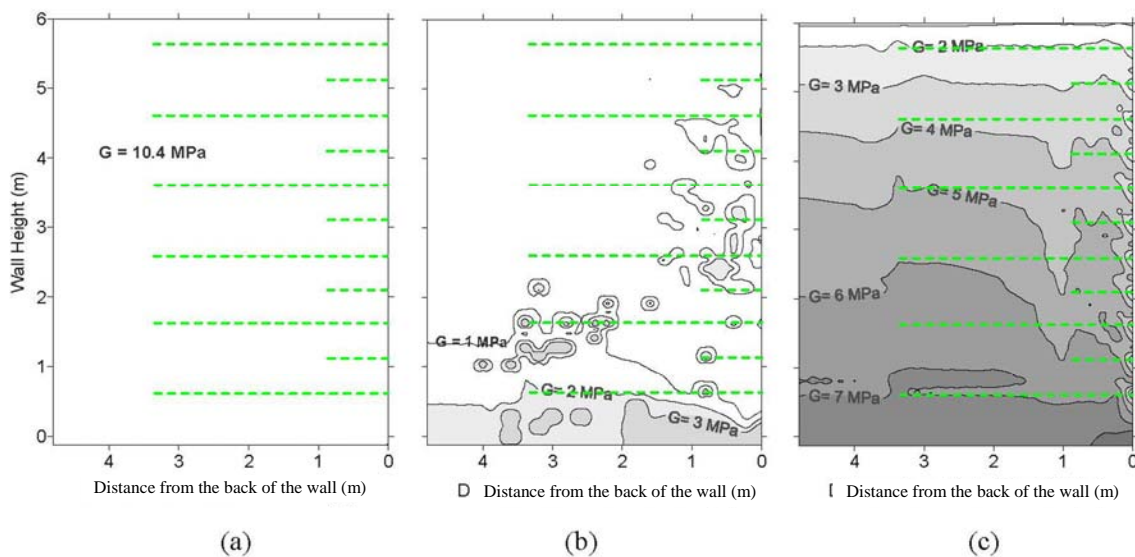 6
5
4
3
2
1
0
Wall Height (m)
G = 10.4 MPa
4 3 2 1 0
Distance from the back of the wall (m)
(a)
G = 1 MPa
G = 2 MPa
G = 3 MPa
4 3 2 1 0
D Distance from the back of the wall (m)
(b)
G= 2 MPa
G= 3 MPa
G= 4 MPa
G= 5 MPa
G= 6 MPa
G= 7 MPa
4 3 2 1 0
Distance from the back of the wall (m)
(c)